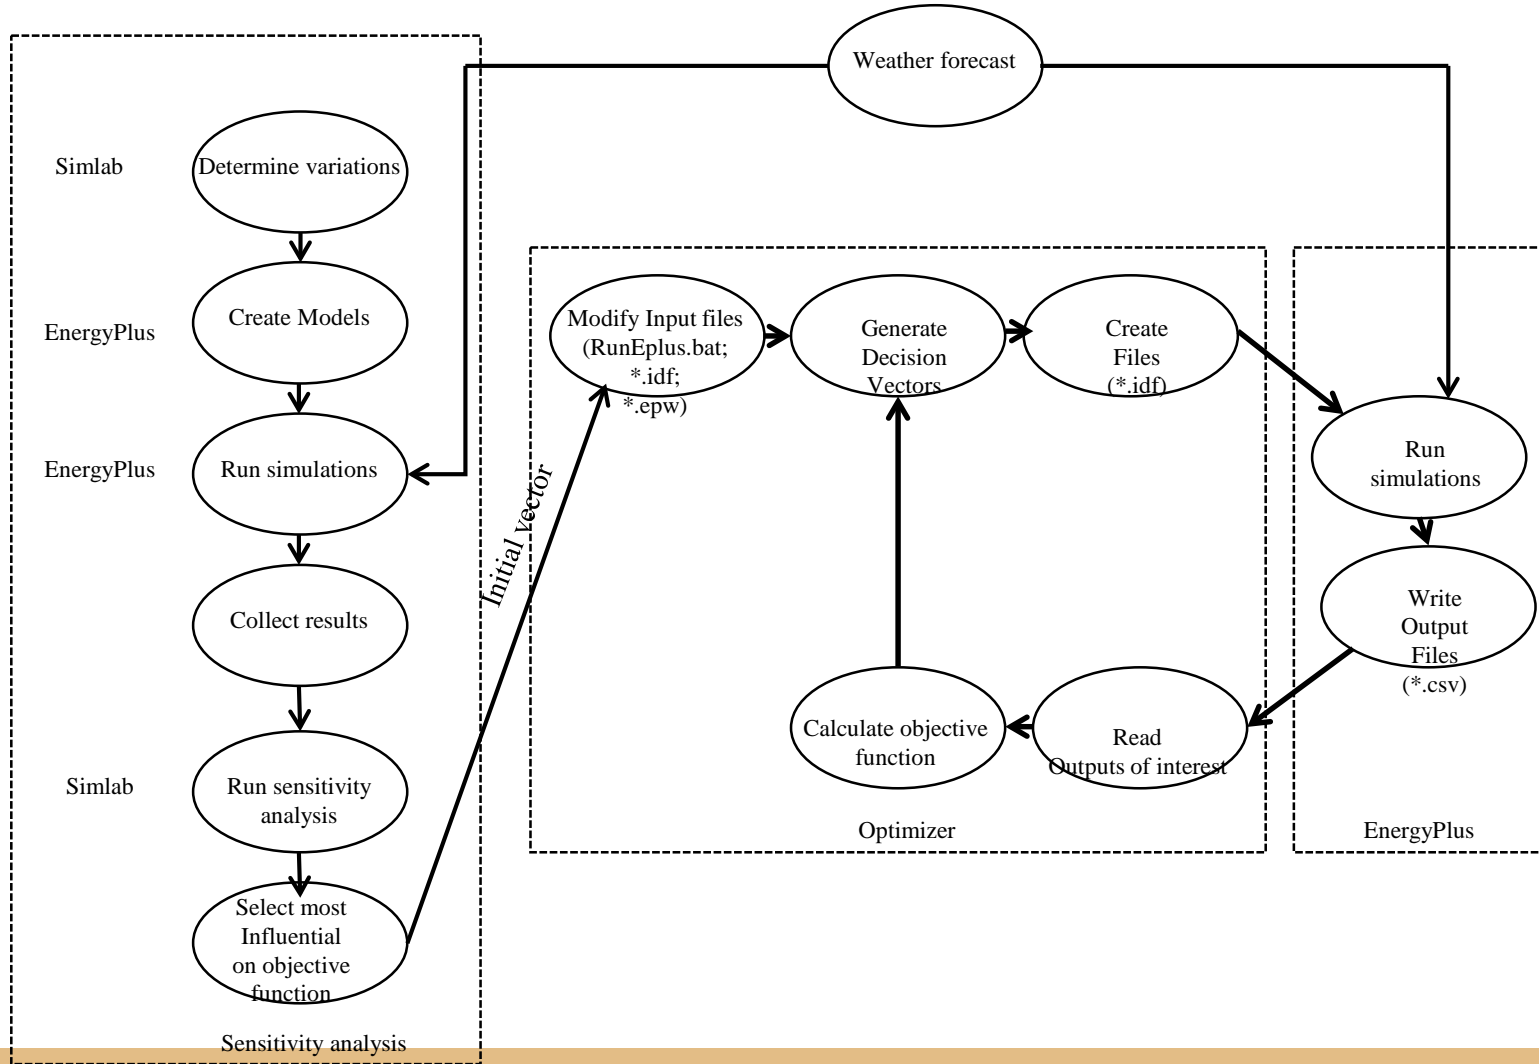 Weather forecast
Simlab
Determine variations
EnergyPlus
Create Models
EnergyPlus
Run simulations
Collect results
Simlab
Run sensitivity
analysis
Select most
Influential
on objective
function
Sensitivity analysis
Initial vector
Modify Input files
(RunEplus.bat;
*.idf;
*.epw)
Generate
Decision
Vectors
Create
Files
(*.idf)
Calculate objective
function
Read
Outputs of interest
Optimizer
Run
simulations
Write
Output
Files
(*.csv)
EnergyPlus